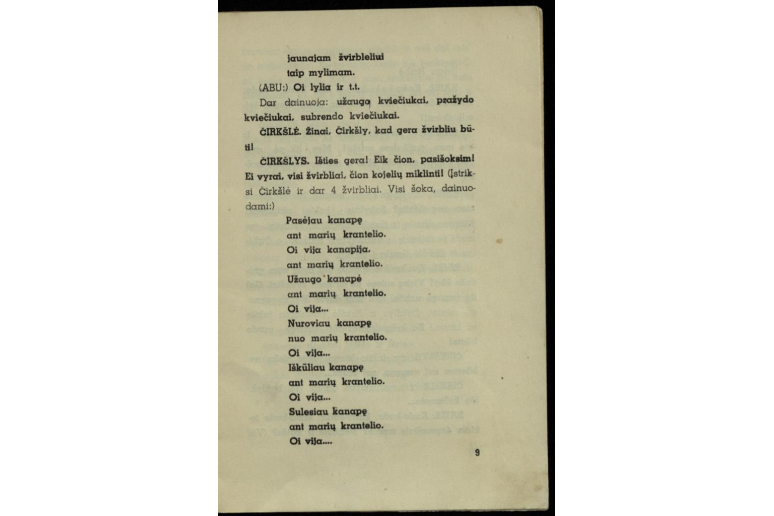 jaunajam žvirbleliui
taip mylimam.
(ABU:) Oi lylia ir t.t.
Dar dainuoja: užaugo kviečiukai, pražydo
kviečiukai, subrendo kviečiukai.
ČIRKŠLĖ. Žinai, Čirkšly, kad gera žvirbliu bū-
ti!
ČIRKŠLYS. Išties gera! Eik čion, pasišoksim!
Ei vyrai, visi žvirbliai, čion kojelių miklinti! (Įstrik-
si Čirkšlė ir dar 4 žvirbliai. Visi šoka, dainuo-
dami:)
Pasėjau kanapę
ant marių krantelio.
Oi vija kanapija,
ant marių krantelio.
Užaugo kanapė
ant marių krantelio.
Oi vija...
Nuroviau kanapę
nuo marių krantelio.
Oi vija...
Iškūliau kanapę
ant marių krantelio.
Oi vija...
Sulesiau kanapę
ant marių krantelio.
Oi vija....
9